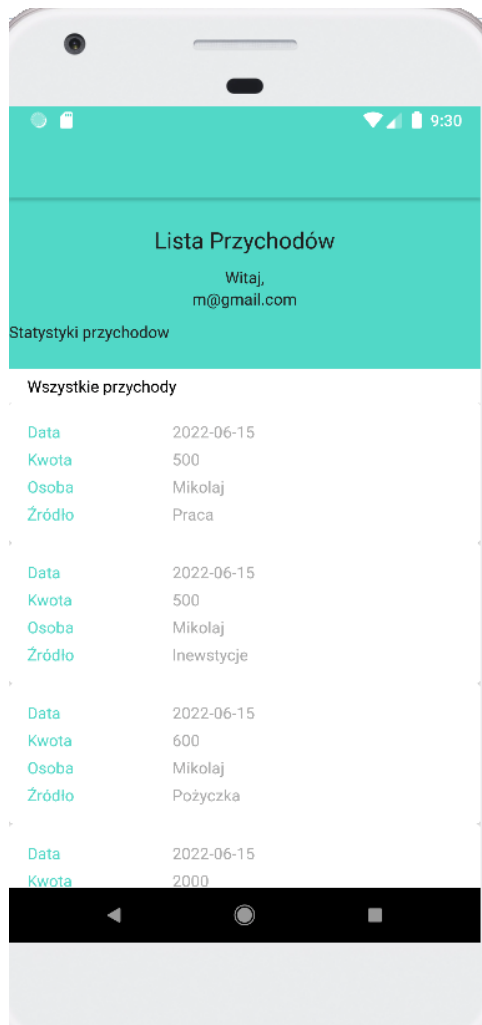 9:30
Lista Przychodów
Witaj,
m@gmail.com
Statystyki przychodow
Wszystkie przychody
Data 2022-06-15
Kwota 500
Osoba Mikolaj
Źródło Praca
Data 2022-06-15
Kwota 500
Osoba Mikolaj
Źródło Inewstycje
Data 2022-06-15
Kwota 600
Osoba Mikolaj
Źródło Pożyczka
Data 2022-06-15
Kwota 2000